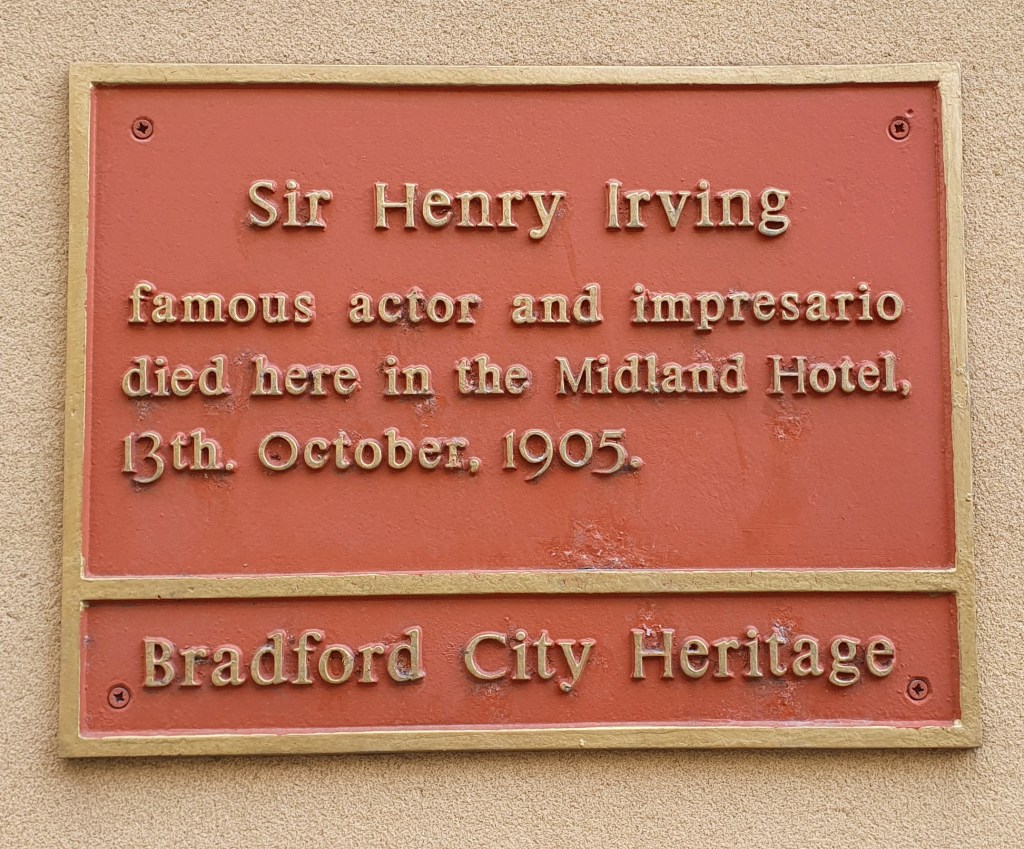 Sir Henry Irving
famous actor and impresario
died here in the Midland Hotel,
13th. October, 1905.
Bradford City Heritage